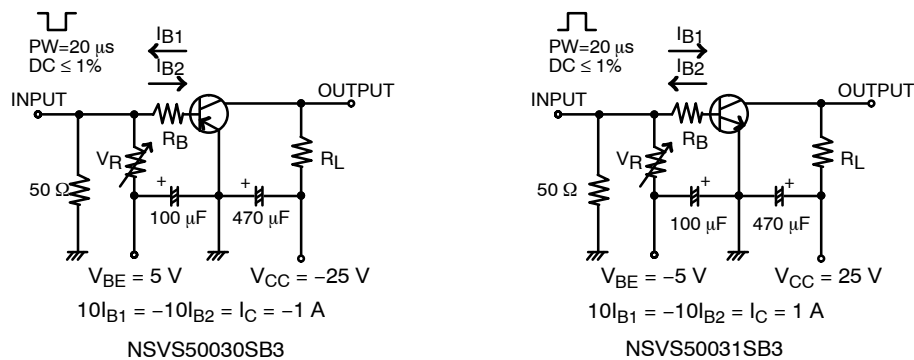 PW=20 μs
DC ≤ 1%
I_B1
I_B2
INPUT
OUTPUT
R_B
V_R
R_L
50 Ω
+
+
100 μF
470 μF
V_BE = 5 V
V_CC = −25 V
10I_B1 = −10I_B2 = I_C = −1 A
NSVS50030SB3
PW=20 μs
DC ≤ 1%
I_B1
I_B2
INPUT
OUTPUT
R_B
V_R
R_L
50 Ω
+
+
100 μF
470 μF
V_BE = −5 V
V_CC = 25 V
10I_B1 = −10I_B2 = I_C = 1 A
NSVS50031SB3